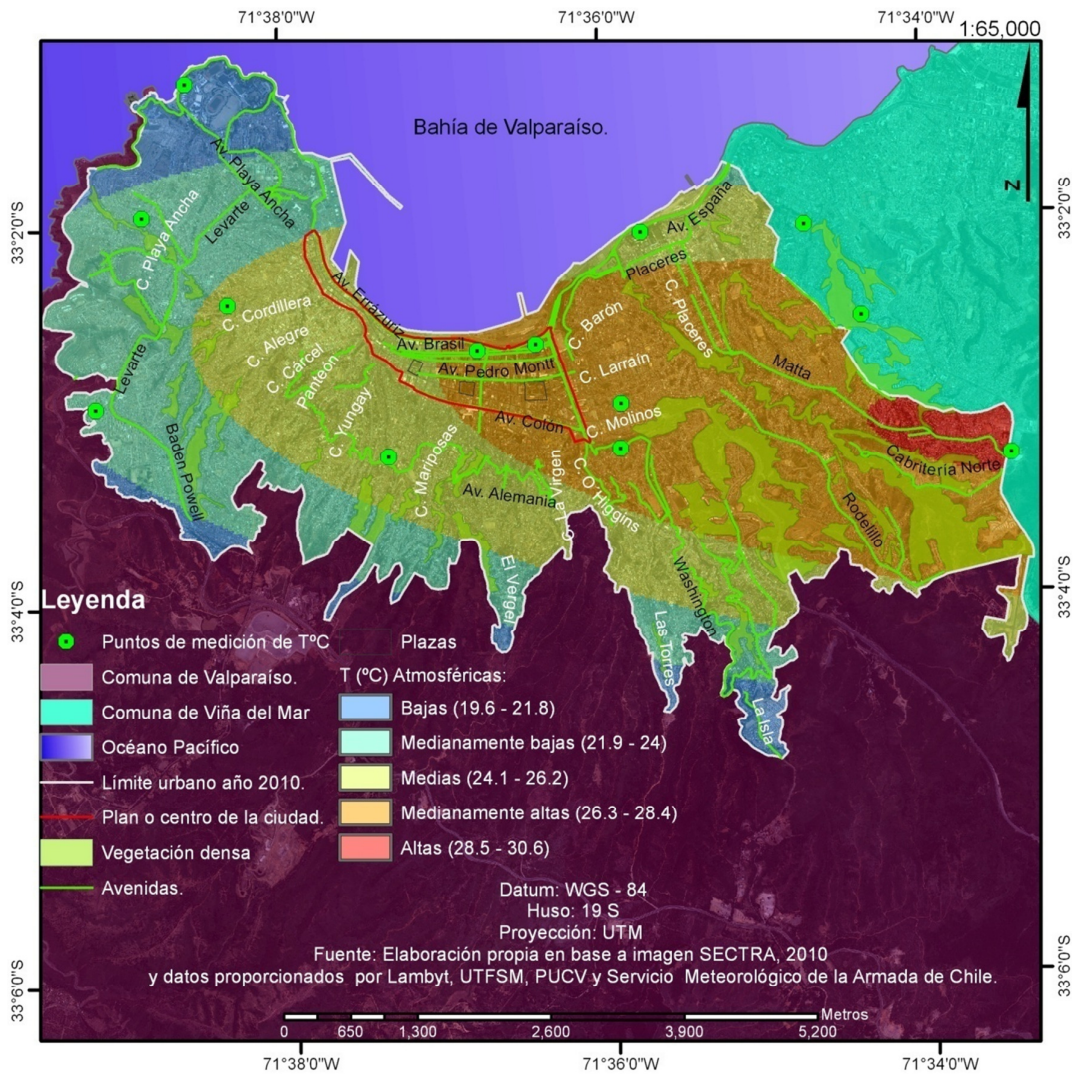 71°38'0"W
71°36'0"W
71°34'0"W
1:65,000
Bahía de Valparaíso.
N
33°2'0"S
33°2'0"S
Av. Playa Ancha
C. Playa Ancha
Levarte
Av. España
Placeres
Av. Errázuriz
C. Cordillera
C. Alegre
C. Cárcel
Panteón
Av. Brasil
Av. Pedro Montt
C. Barón
C. Placeres
C. Larraín
Matta
Levarte
C. Yungay
Av. Colón
C. Molinos
Baden Powell
C. Mariposas
Av. Alemania
C. La Virgen
C. O´Higgins
Cabritería Norte
Rodelillo
El Vergel
Washington
Las Torres
La Isla
33°4'0"S
33°4'0"S
Leyenda
Puntos de medición de TºC
Comuna de Valparaíso.
Comuna de Viña del Mar
Océano Pacífico
Límite urbano año 2010.
Plan o centro de la ciudad.
Vegetación densa
Avenidas.
Plazas
T (ºC) Atmosféricas:
Bajas (19.6 - 21.8)
Medianamente bajas (21.9 - 24)
Medias (24.1 - 26.2)
Medianamente altas (26.3 - 28.4)
Altas (28.5 - 30.6)
Datum: WGS - 84
Huso: 19 S
Proyección: UTM
Fuente: Elaboración propia en base a imagen SECTRA, 2010
y datos proporcionados por Lambyt, UTFSM, PUCV y Servicio Meteorológico de la Armada de Chile.
33°6'0"S
33°6'0"S
Metros
0 650 1,300 2,600 3,900 5,200
71°38'0"W
71°36'0"W
71°34'0"W